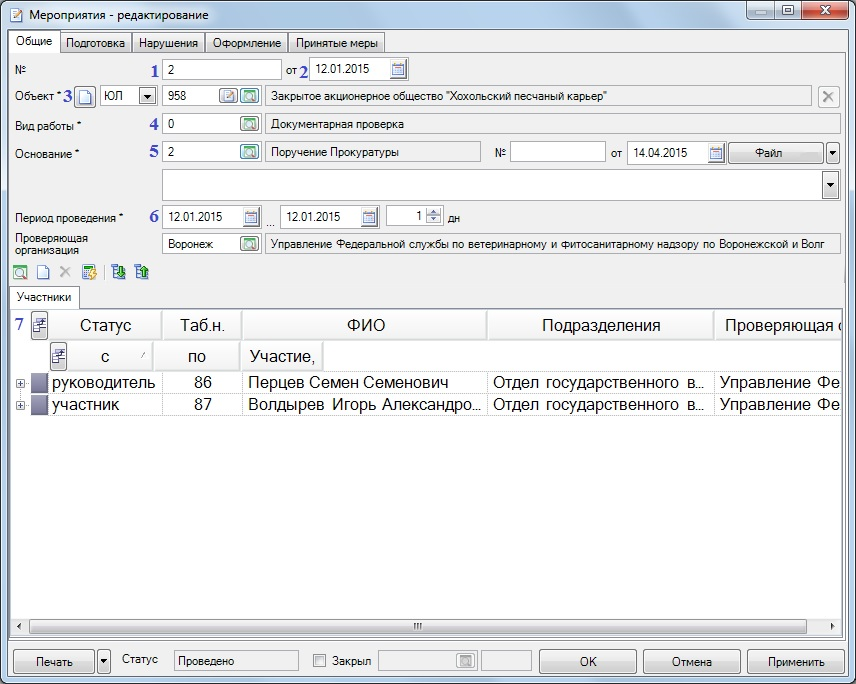 Мероприятия - редактирование
Общие Подготовка Нарушения Оформление Принятые меры
№ 1 2 от 2 12.01.2015
Объект * 3 ЮЛ 958 Закрытое акционерное общество "Хохольский песчаный карьер"
Вид работы * 4 0 Документарная проверка
Основание * 5 2 Поручение Прокуратуры № от 14.04.2015 Файл
Период проведения * 6 12.01.2015 ... 12.01.2015 1 дн
Проверяющая
организация Воронеж Управление Федеральной службы по ветеринарному и фитосанитарному надзору по Воронежской и Волг
Участники
7 Статус Таб.н. ФИО Подразделения Проверяющая о
с по Участие,
руководитель 86 Перцев Семен Семенович Отдел государственного в... Управление Фе
участник 87 Волдырев Игорь Александро... Отдел государственного в... Управление Фе
Печать Статус Проведено Закрыл OK Отмена Применить